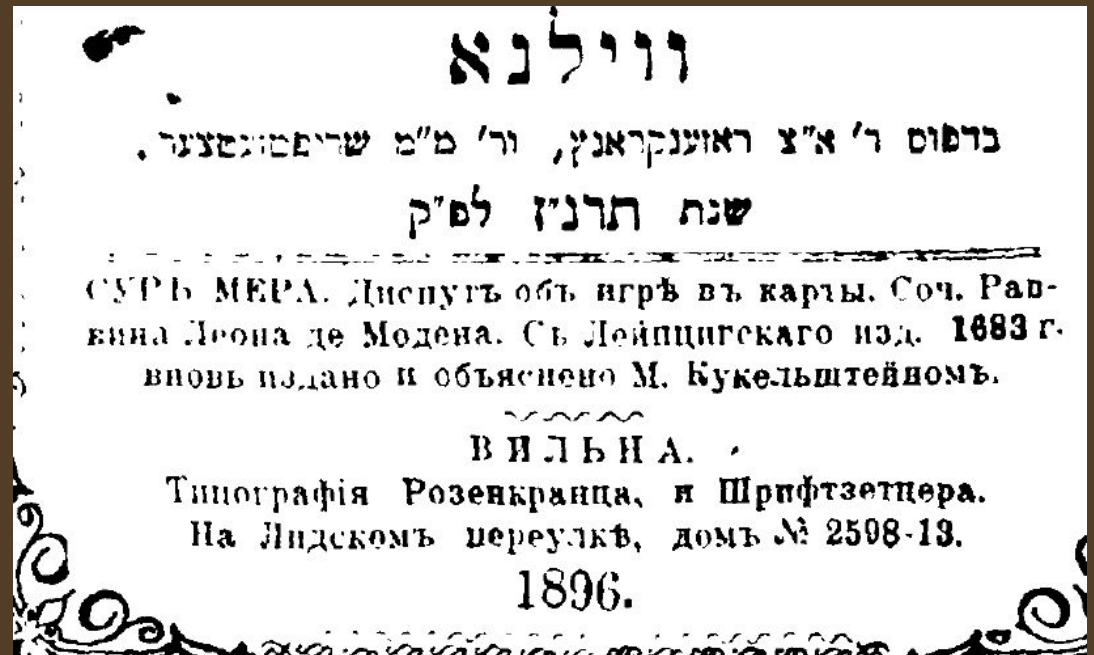 ווילנא
בדפוס ר' א"צ ראזענקראנץ, ור' מ"מ שריפטזעטצער.
שנת תרנ"ז לפ"ק
СУРЪ МЕРА. Диспутъ объ игрѣ въ карты. Соч. Рав-
вина Леона де Модена. Съ Лейпцигскаго изд. 1683 г.
вновь издано и объяснено М. Кукельштейномъ.
ВИЛЬНА.
Типографія Розенкранца, и Шрифтзетцера.
На Лидскомъ переулкѣ, домъ № 2598-13.
1896.